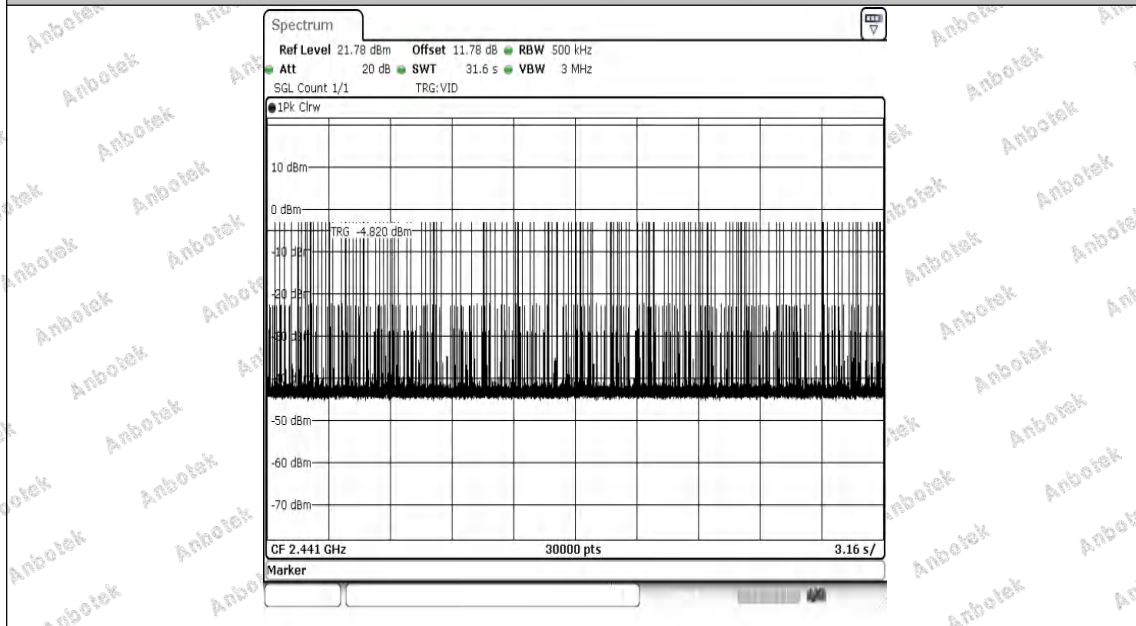 Spectrum
Ref Level 21.78 dBm Offset 11.78 dB RBW 500 kHz
Att 20 dB SWT 31.6 s VBW 3 MHz
SGL Count 1/1 TRG:VID
1Pk Clrw
10 dBm
0 dBm
TRG -4.820 dBm
-10 dBm
-20 dBm
-50 dBm
-60 dBm
-70 dBm
CF 2.441 GHz 30000 pts 3.16 s/
Marker
Anbotek